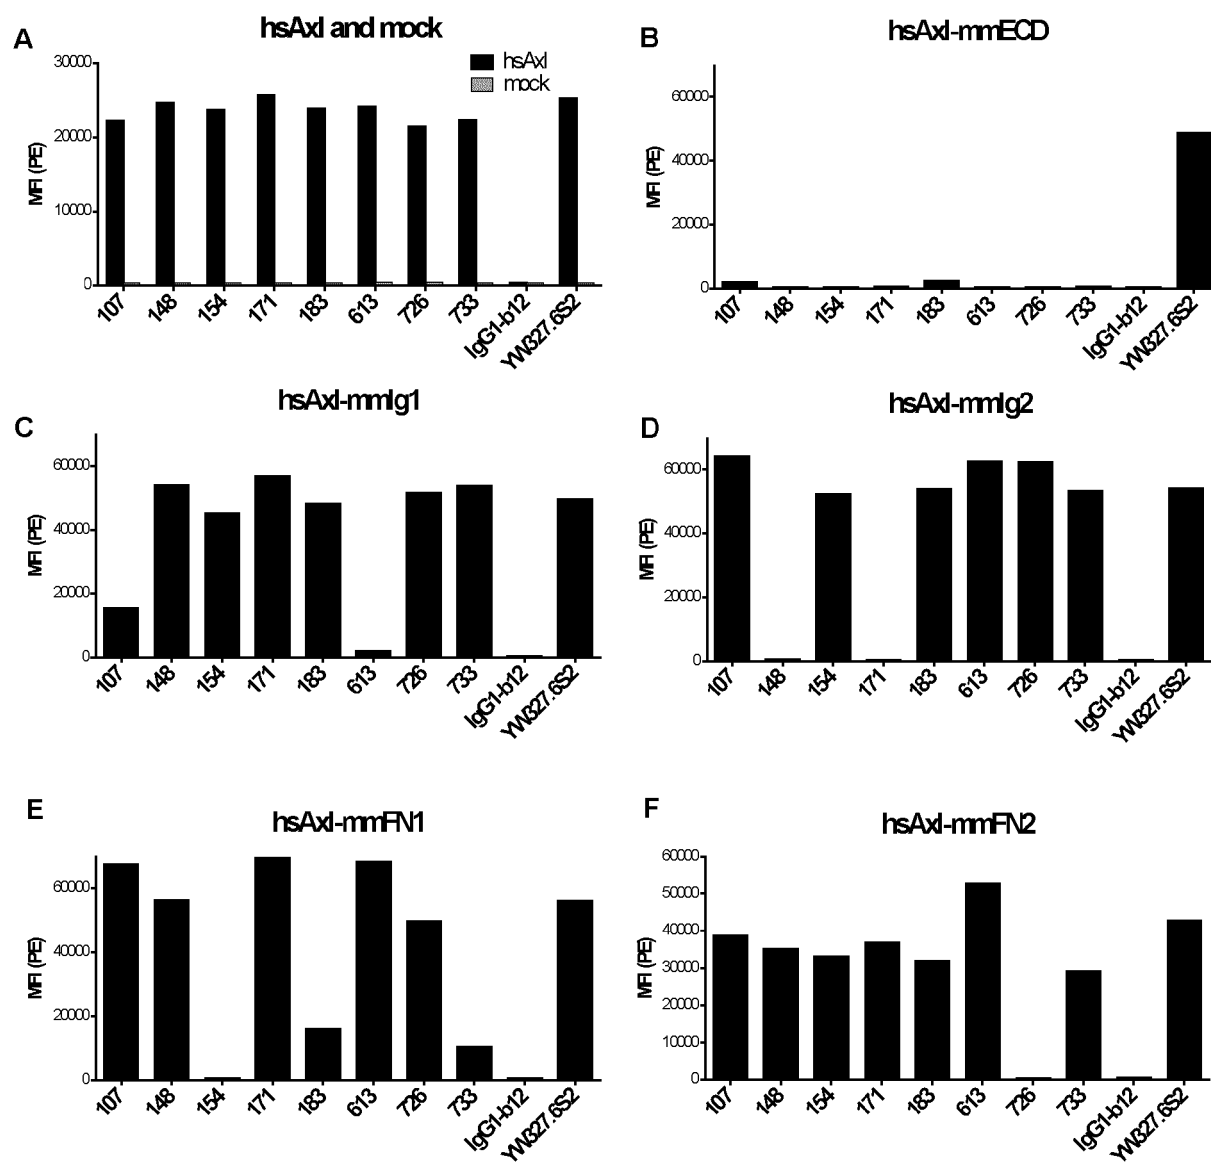 A
hsAxl and mock
hsAxl
mock
MFI (PE)
30000
20000
10000
0
107
148
154
171
183
613
726
733
IgG1-b12
YW327.6S2
B
hsAxl-mmECD
MFI (PE)
60000
40000
20000
0
107
148
154
171
183
613
726
733
IgG1-b12
YW327.6S2
C
hsAxl-mmIg1
MFI (PE)
60000
40000
20000
0
107
148
154
171
183
613
726
733
IgG1-b12
YW327.6S2
D
hsAxl-mmIg2
MFI (PE)
60000
40000
20000
0
107
148
154
171
183
613
726
733
IgG1-b12
YW327.6S2
E
hsAxl-mmFN1
MFI (PE)
60000
40000
20000
0
107
148
154
171
183
613
726
733
IgG1-b12
YW327.6S2
F
hsAxl-mmFN2
MFI (PE)
60000
50000
40000
30000
20000
10000
0
107
148
154
171
183
613
726
733
IgG1-b12
YW327.6S2